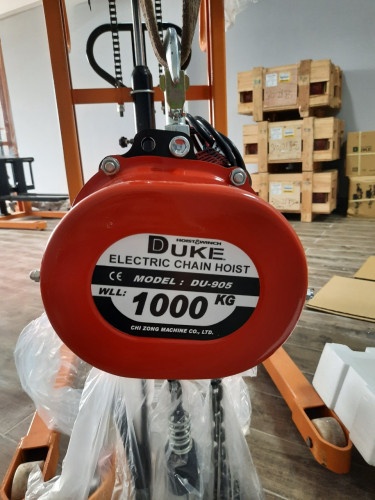 HOIST&WINCH
DUKE
ELECTRIC CHAIN HOIST
CE MODEL : DU-905
WLL: 1000 KG
CHI ZONG MACHINE CO., LTD.